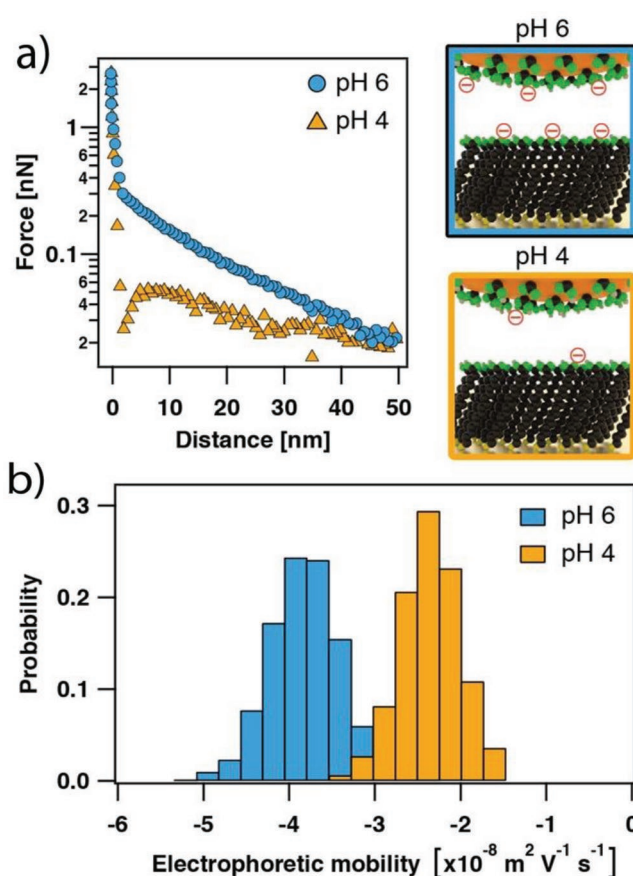 a)
pH 6
pH 4
Force [nN]
2
1
6
4
2
0.1
6
4
2
0
10
20
30
40
50
Distance [nm]
pH 6
pH 4
b)
pH 6
pH 4
Probability
0.3
0.2
0.1
0.0
-6
-5
-4
-3
-2
-1
0
Electrophoretic mobility [x10⁻⁸ m² V⁻¹ s⁻¹]